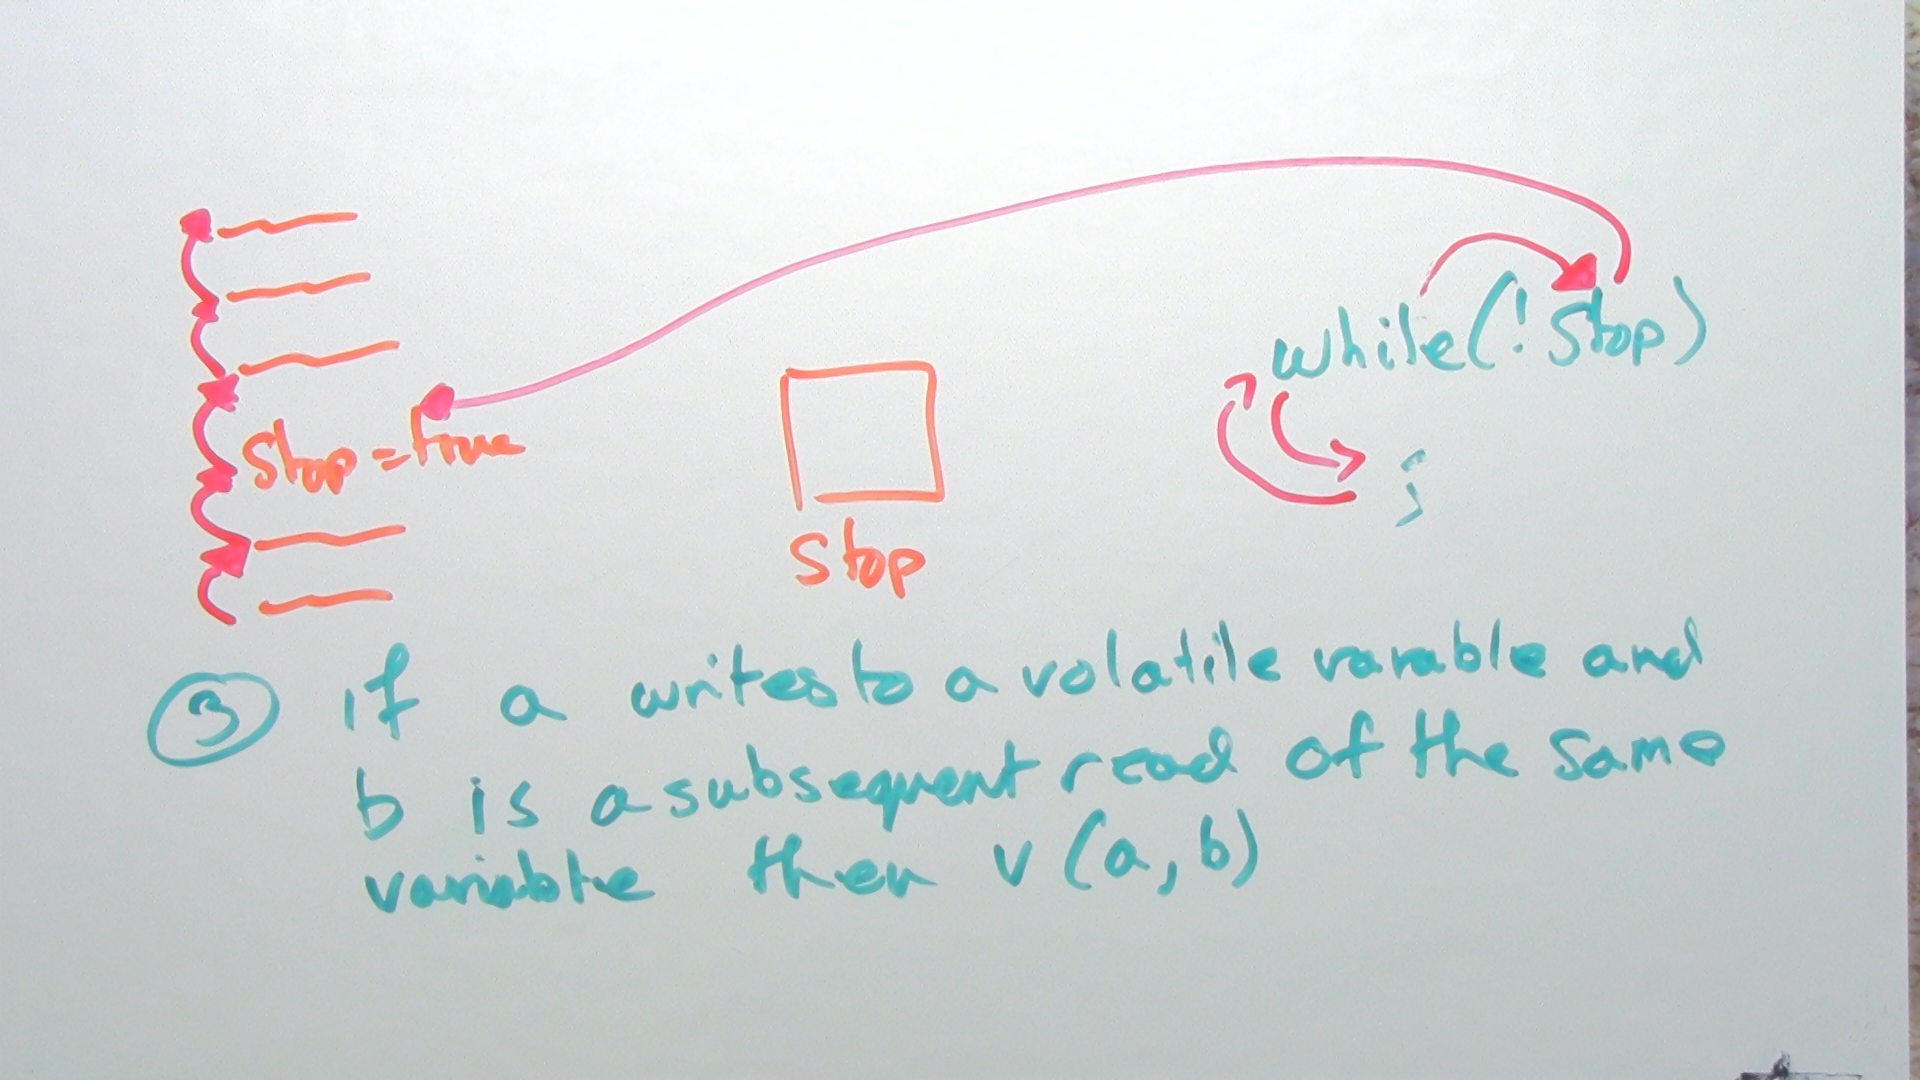 while(! Stop)
;
Stop = true
Stop
③ if a writes to a volatile variable and
b is a subsequent read of the same
variable then v(a, b)